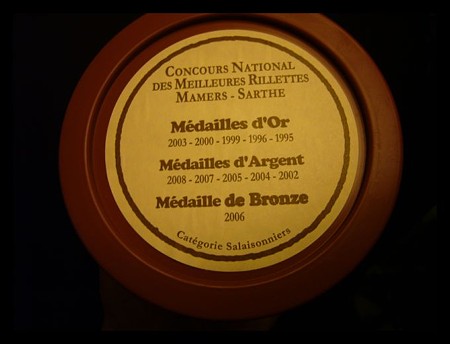 Concours National
des Meilleures Rillettes
Mamers - Sarthe
Médailles d'Or
2003 - 2000 - 1999 - 1996 - 1995
Médailles d'Argent
2008 - 2007 - 2005 - 2004 - 2002
Médaille de Bronze
2006
Catégorie Salaisonniers